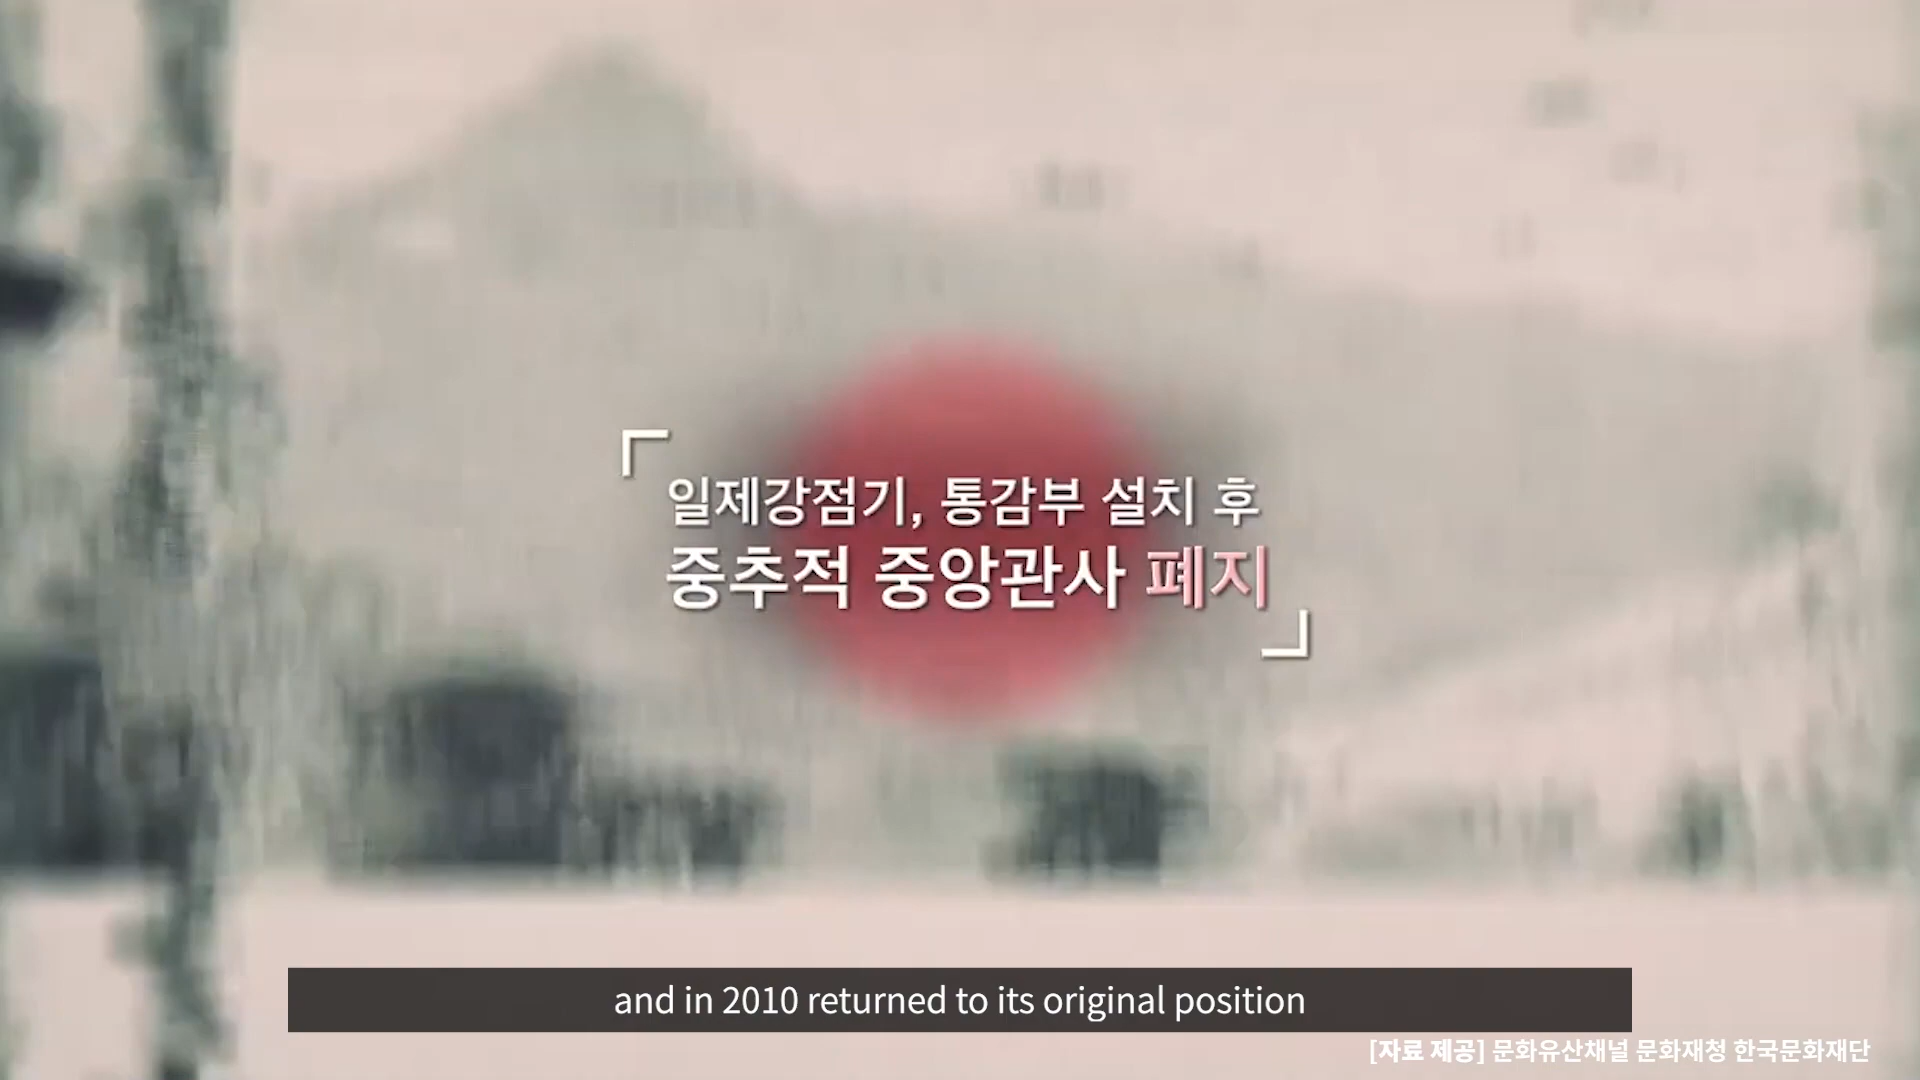 「일제강점기, 통감부 설치 후
중추적 중앙관사 폐지」
and in 2010 returned to its original position
[자료 제공] 문화유산채널 문화재청 한국문화재단